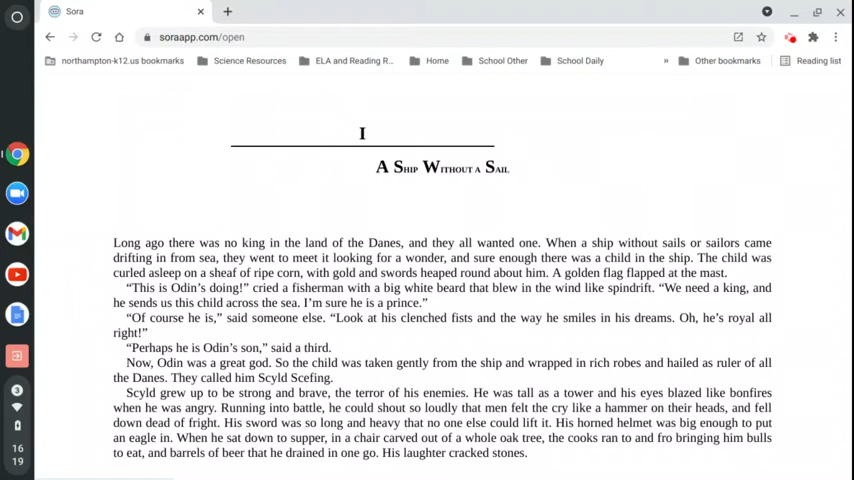 Sora
soraapp.com/open
northampton-k12.us bookmarks Science Resources ELA and Reading R... Home School Other School Daily » Other bookmarks Reading list
I
A Ship Without a Sail
Long ago there was no king in the land of the Danes, and they all wanted one. When a ship without sails or sailors came
drifting in from sea, they went to meet it looking for a wonder, and sure enough there was a child in the ship. The child was
curled asleep on a sheaf of ripe corn, with gold and swords heaped round about him. A golden flag flapped at the mast.
“This is Odin’s doing!” cried a fisherman with a big white beard that blew in the wind like spindrift. “We need a king, and
he sends us this child across the sea. I’m sure he is a prince.”
“Of course he is,” said someone else. “Look at his clenched fists and the way he smiles in his dreams. Oh, he’s royal all
right!”
“Perhaps he is Odin’s son,” said a third.
Now, Odin was a great god. So the child was taken gently from the ship and wrapped in rich robes and hailed as ruler of all
the Danes. They called him Scyld Scefing.
Scyld grew up to be strong and brave, the terror of his enemies. He was tall as a tower and his eyes blazed like bonfires
when he was angry. Running into battle, he could shout so loudly that men felt the cry like a hammer on their heads, and fell
down dead of fright. His sword was so long and heavy that no one else could lift it. His horned helmet was big enough to put
an eagle in. When he sat down to supper, in a chair carved out of a whole oak tree, the cooks ran to and fro bringing him bulls
to eat, and barrels of beer that he drained in one go. His laughter cracked stones.
3
16
19